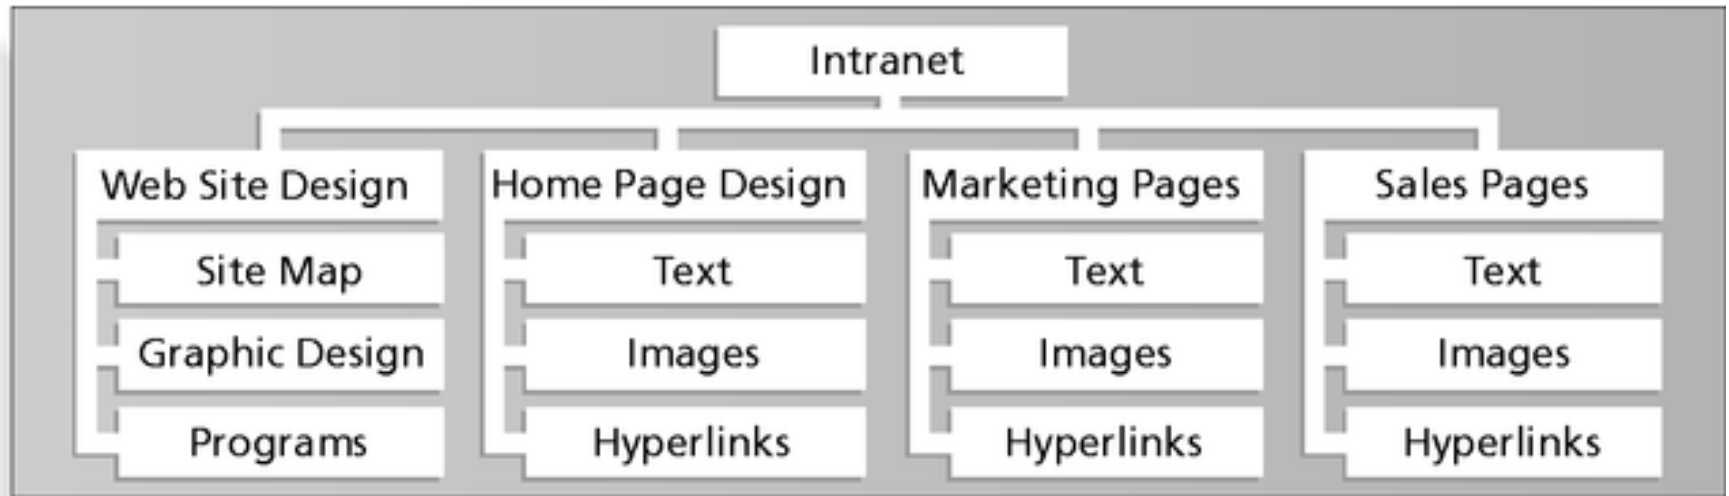 Intranet
Web Site Design
Site Map
Graphic Design
Programs
Home Page Design
Text
Images
Hyperlinks
Marketing Pages
Text
Images
Hyperlinks
Sales Pages
Text
Images
Hyperlinks